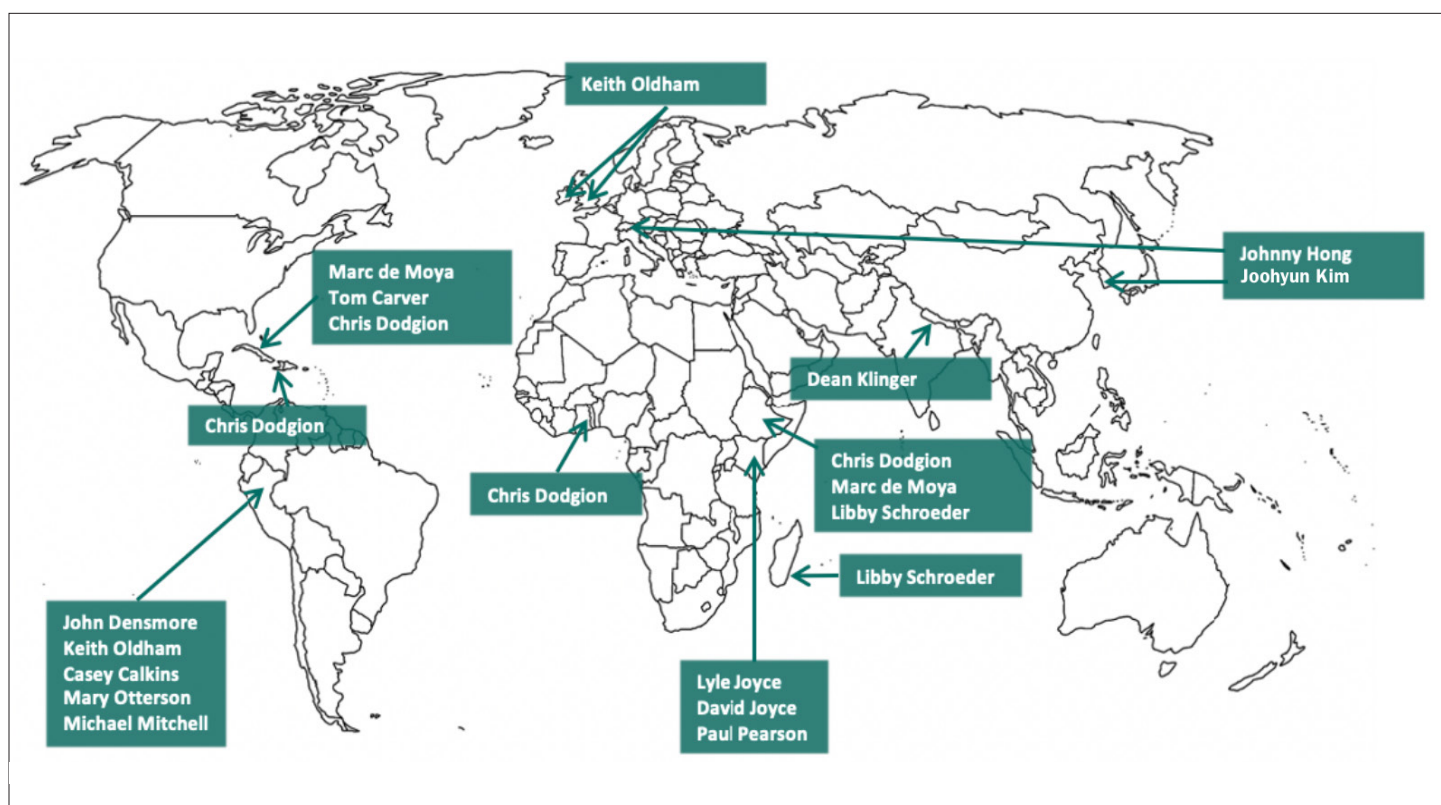 Keith Oldham
Johnny Hong
Joohyun Kim
Marc de Moya
Tom Carver
Chris Dodgion
Dean Klinger
Chris Dodgion
Chris Dodgion
Chris Dodgion
Marc de Moya
Libby Schroeder
Libby Schroeder
John Densmore
Keith Oldham
Casey Calkins
Mary Otterson
Michael Mitchell
Lyle Joyce
David Joyce
Paul Pearson